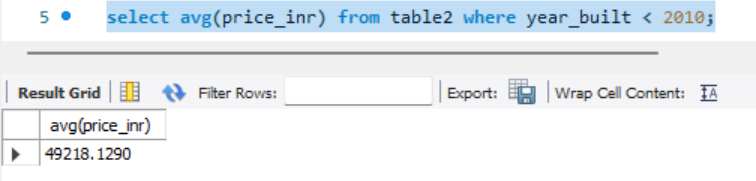 5 select avg(price_inr) from table2 where year_built < 2010;
Result Grid Filter Rows: Export: Wrap Cell Content: IA
avg(price_inr)
49218.1290